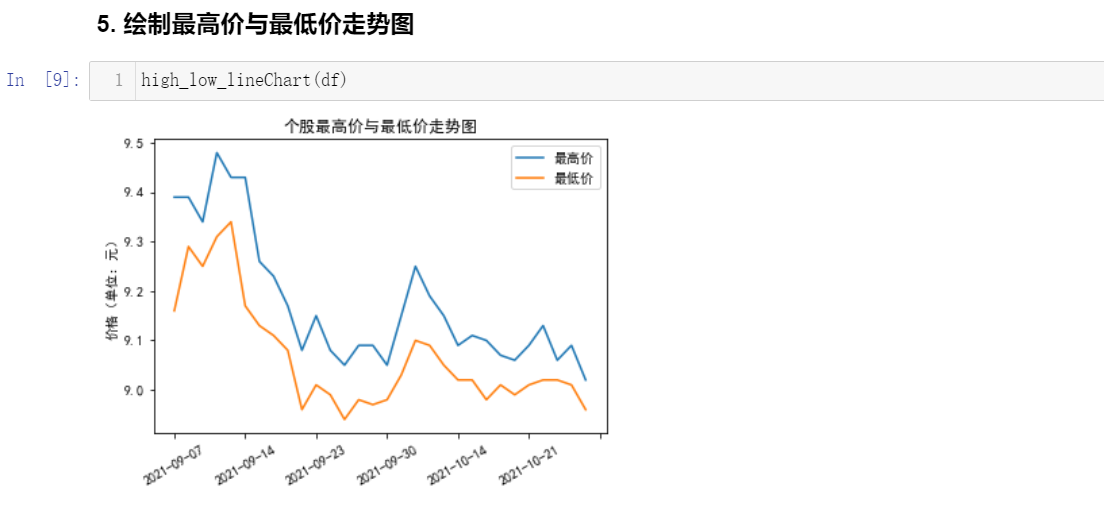 5. 绘制最高价与最低价走势图
In [9]:
1 high_low_lineChart(df)
个股最高价与最低价走势图
最高价
最低价
价格（单位：元）
9.5
9.4
9.3
9.2
9.1
9.0
2021-09-07
2021-09-14
2021-09-23
2021-09-30
2021-10-14
2021-10-21